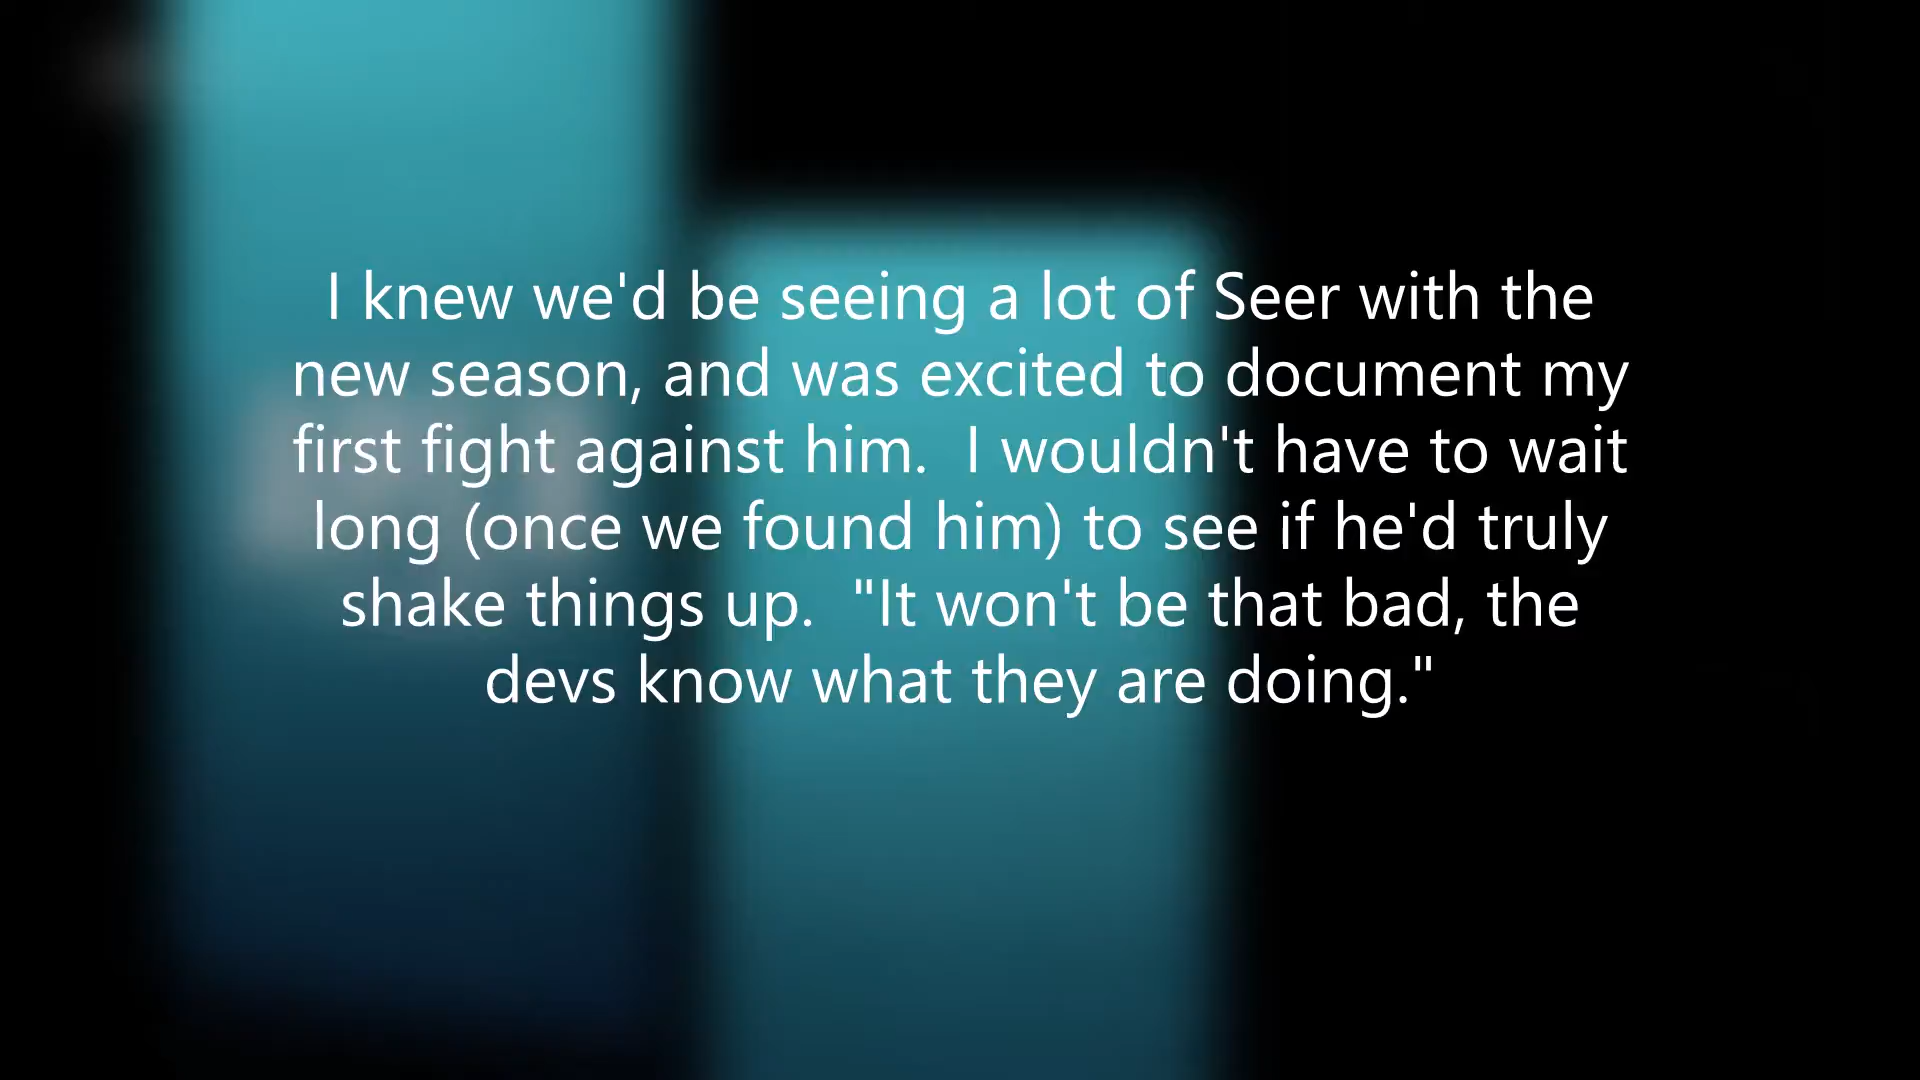 I knew we'd be seeing a lot of Seer with the
new season, and was excited to document my
first fight against him.  I wouldn't have to wait
long (once we found him) to see if he'd truly
shake things up.  "It won't be that bad, the
devs know what they are doing."